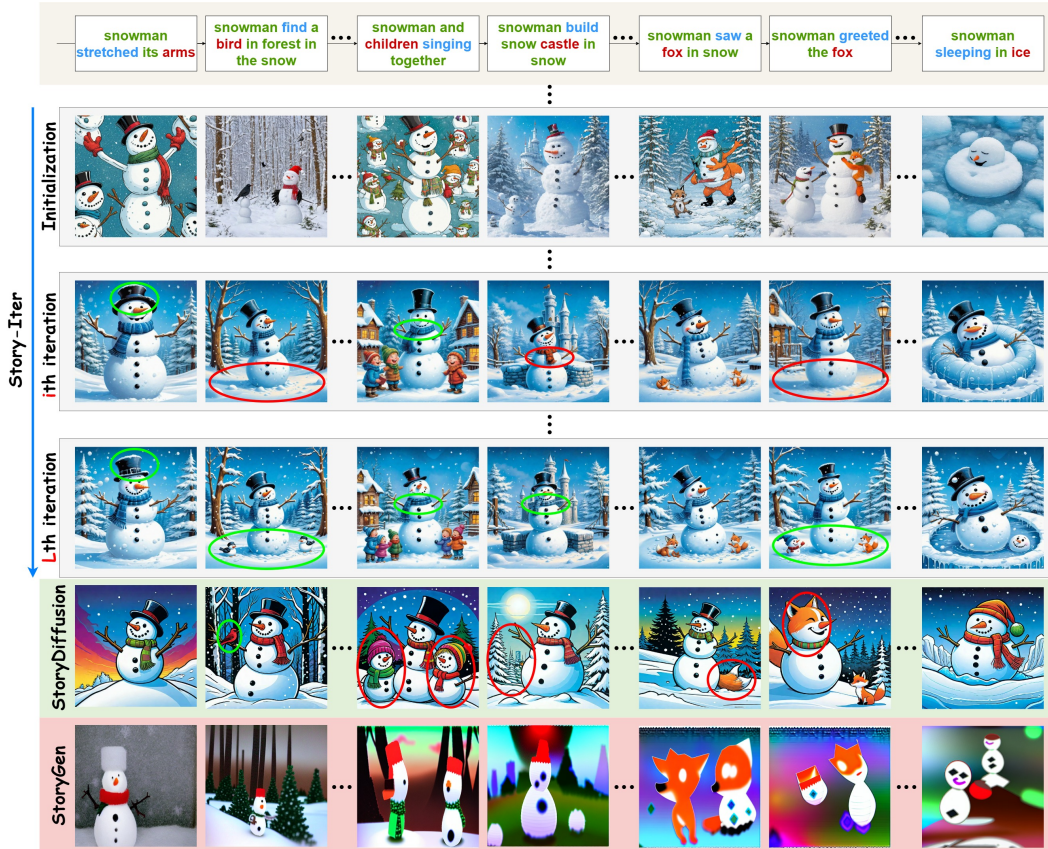 snowman
stretched its arms
snowman find a
bird in forest in
the snow
snowman and
children singing
together
snowman build
snow castle in
snow
snowman saw a
fox in snow
snowman greeted
the fox
snowman
sleeping in ice
Story-Iter
Initialization
ith iteration
Lth iteration
StoryDiffusion
StoryGen